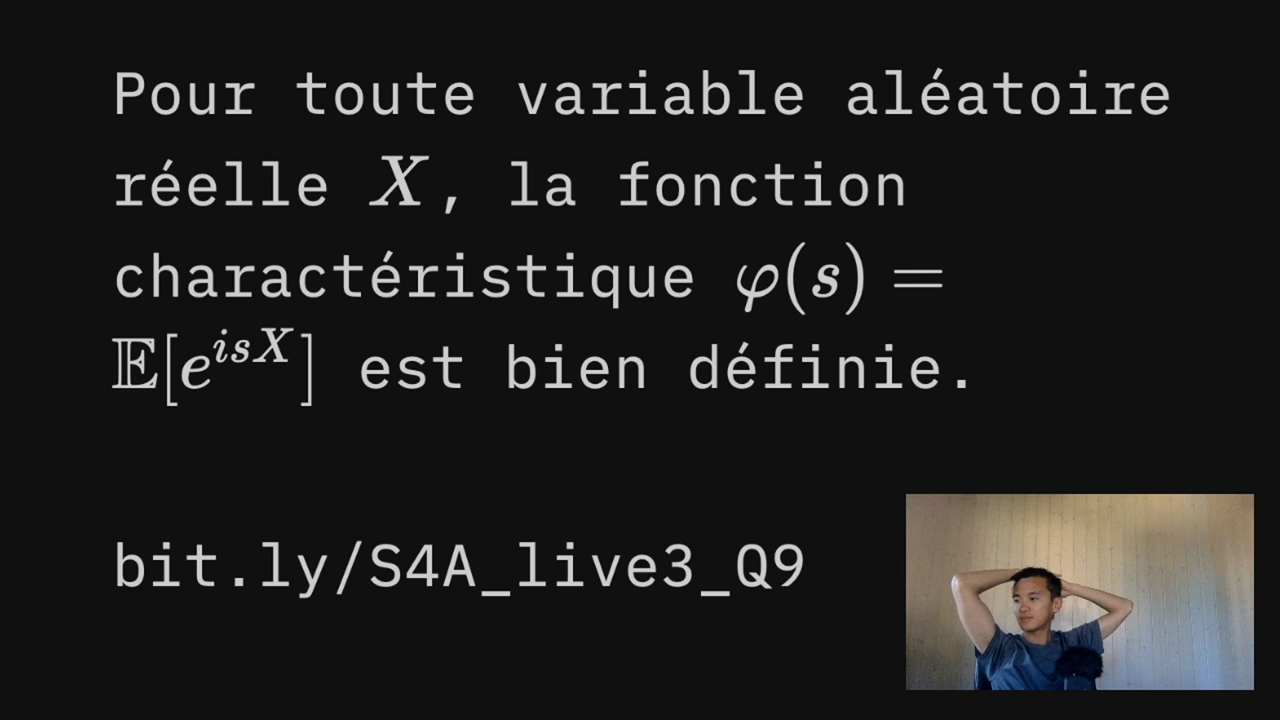 Pour toute variable aléatoire
réelle X, la fonction
charactéristique φ(s) =
𝔼[e^{isX}] est bien définie.
bit.ly/S4A_live3_Q9